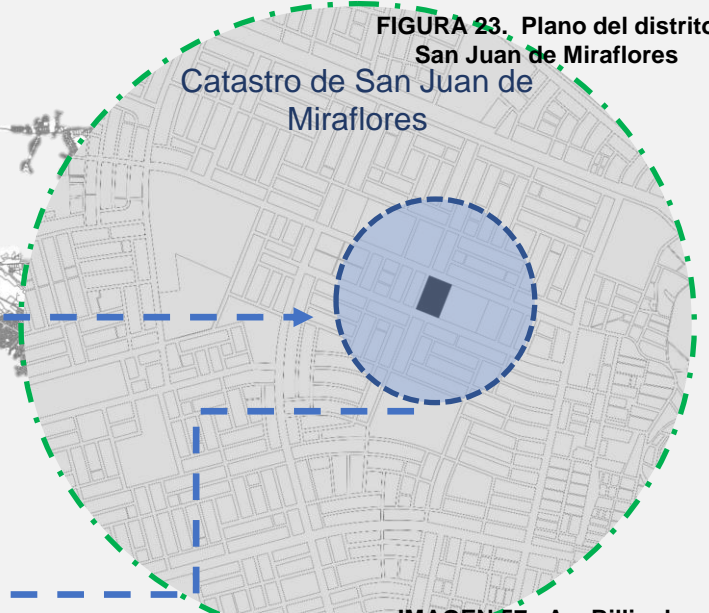 FIGURA 23. Plano del distrito
San Juan de Miraflores
Catastro de San Juan de
Miraflores